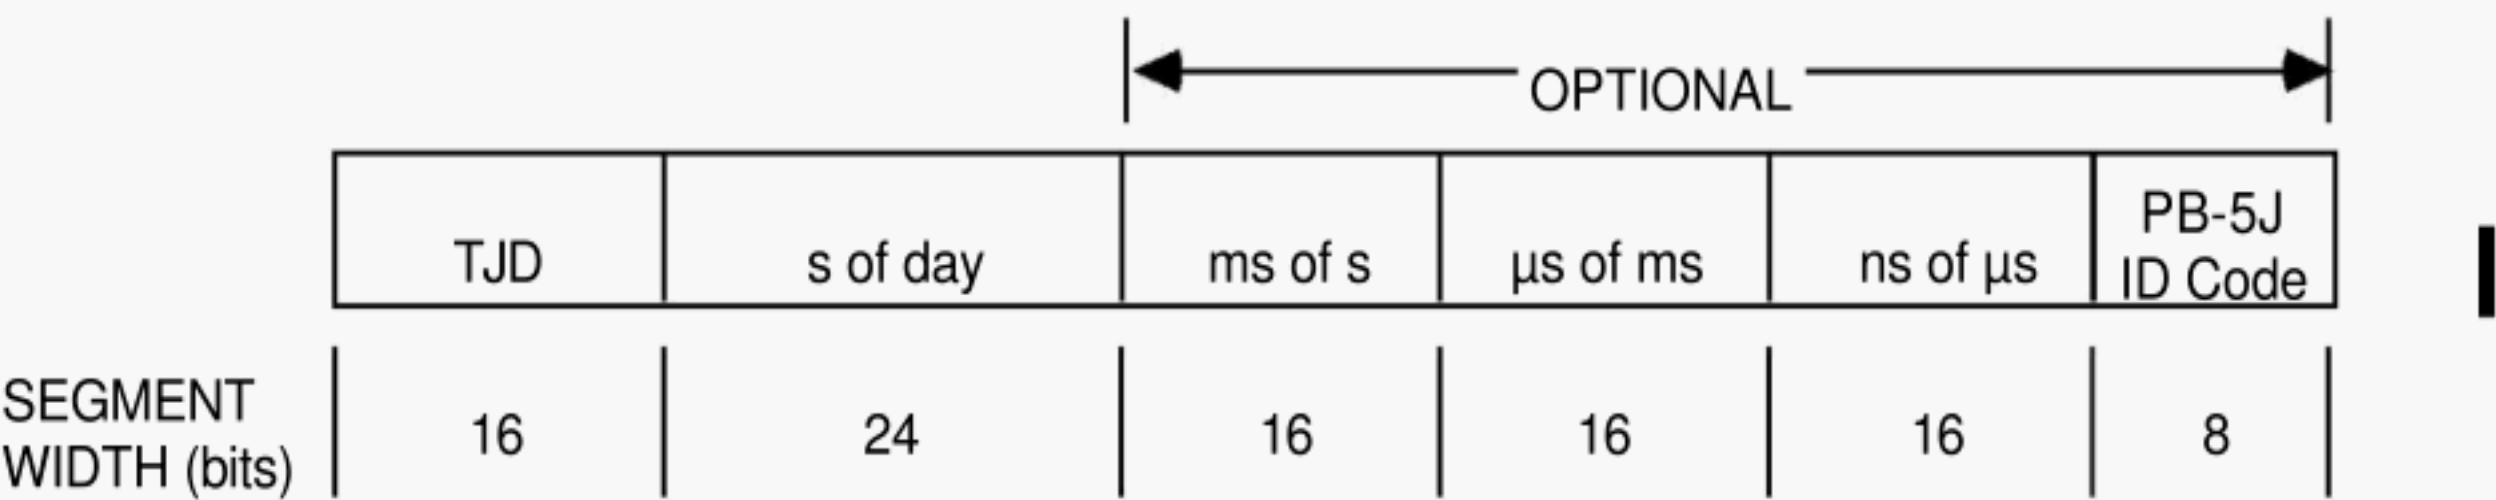 OPTIONAL
TJD s of day ms of s µs of ms ns of µs PB-5J ID Code
SEGMENT
WIDTH (bits) 16 24 16 16 16 8